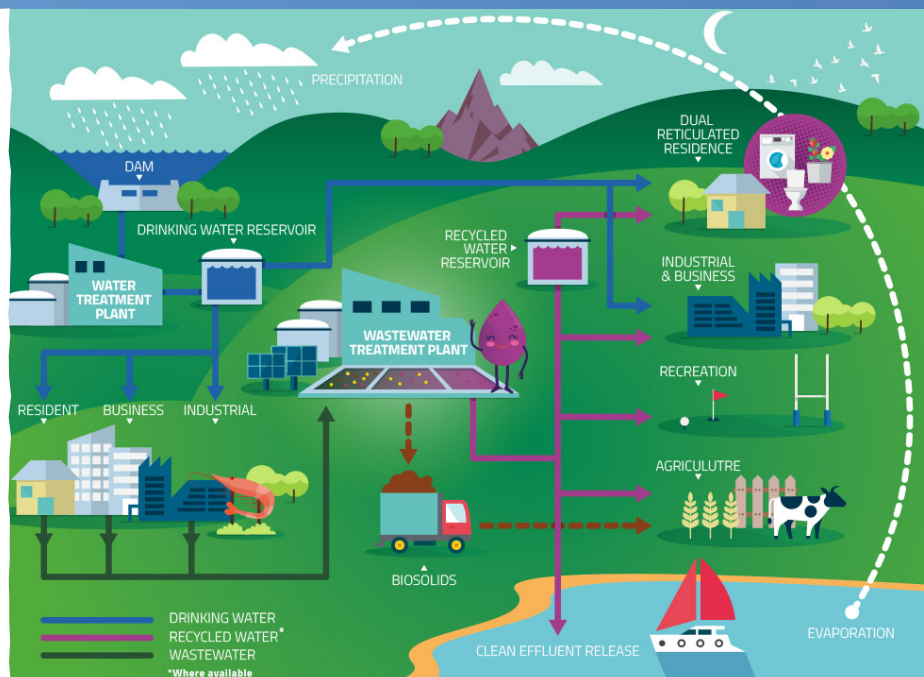 PRECIPITATION
DUAL
RETICULATED
RESIDENCE
DAM
DRINKING WATER RESERVOIR
RECYCLED
WATER
RESERVOIR
INDUSTRIAL
& BUSINESS
WATER
TREATMENT
PLANT
WASTEWATER
TREATMENT PLANT
RECREATION
RESIDENT
BUSINESS
INDUSTRIAL
AGRICULUTRE
BIOSOLIDS
DRINKING WATER
RECYCLED WATER*
WASTEWATER
*Where available
CLEAN EFFLUENT RELEASE
EVAPORATION